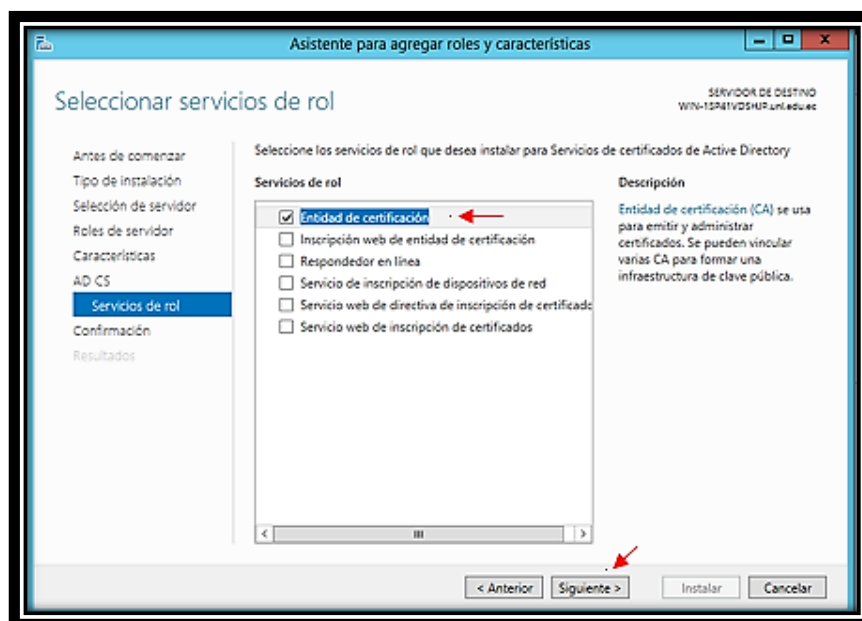 Asistente para agregar roles y características
Seleccionar servicios de rol
SERVIDOR DE DESTINO
Antes de comenzar
Tipo de instalación
Selección de servidor
Roles de servidor
Características
AD CS
Servicios de rol
Confirmación
Resultados
Seleccione los servicios de rol que desea instalar para Servicios de certificados de Active Directory
Servicios de rol
Entidad de certificación
Inscripción web de entidad de certificación
Respondedor en línea
Servicio de inscripción de dispositivos de red
Servicio web de directiva de inscripción de certificado
Servicio web de inscripción de certificados
Descripción
Entidad de certificación (CA) se usa
para emitir y administrar
certificados. Se pueden vincular
varias CA para formar una
infraestructura de clave pública.
< Anterior
Siguiente >
Instalar
Cancelar